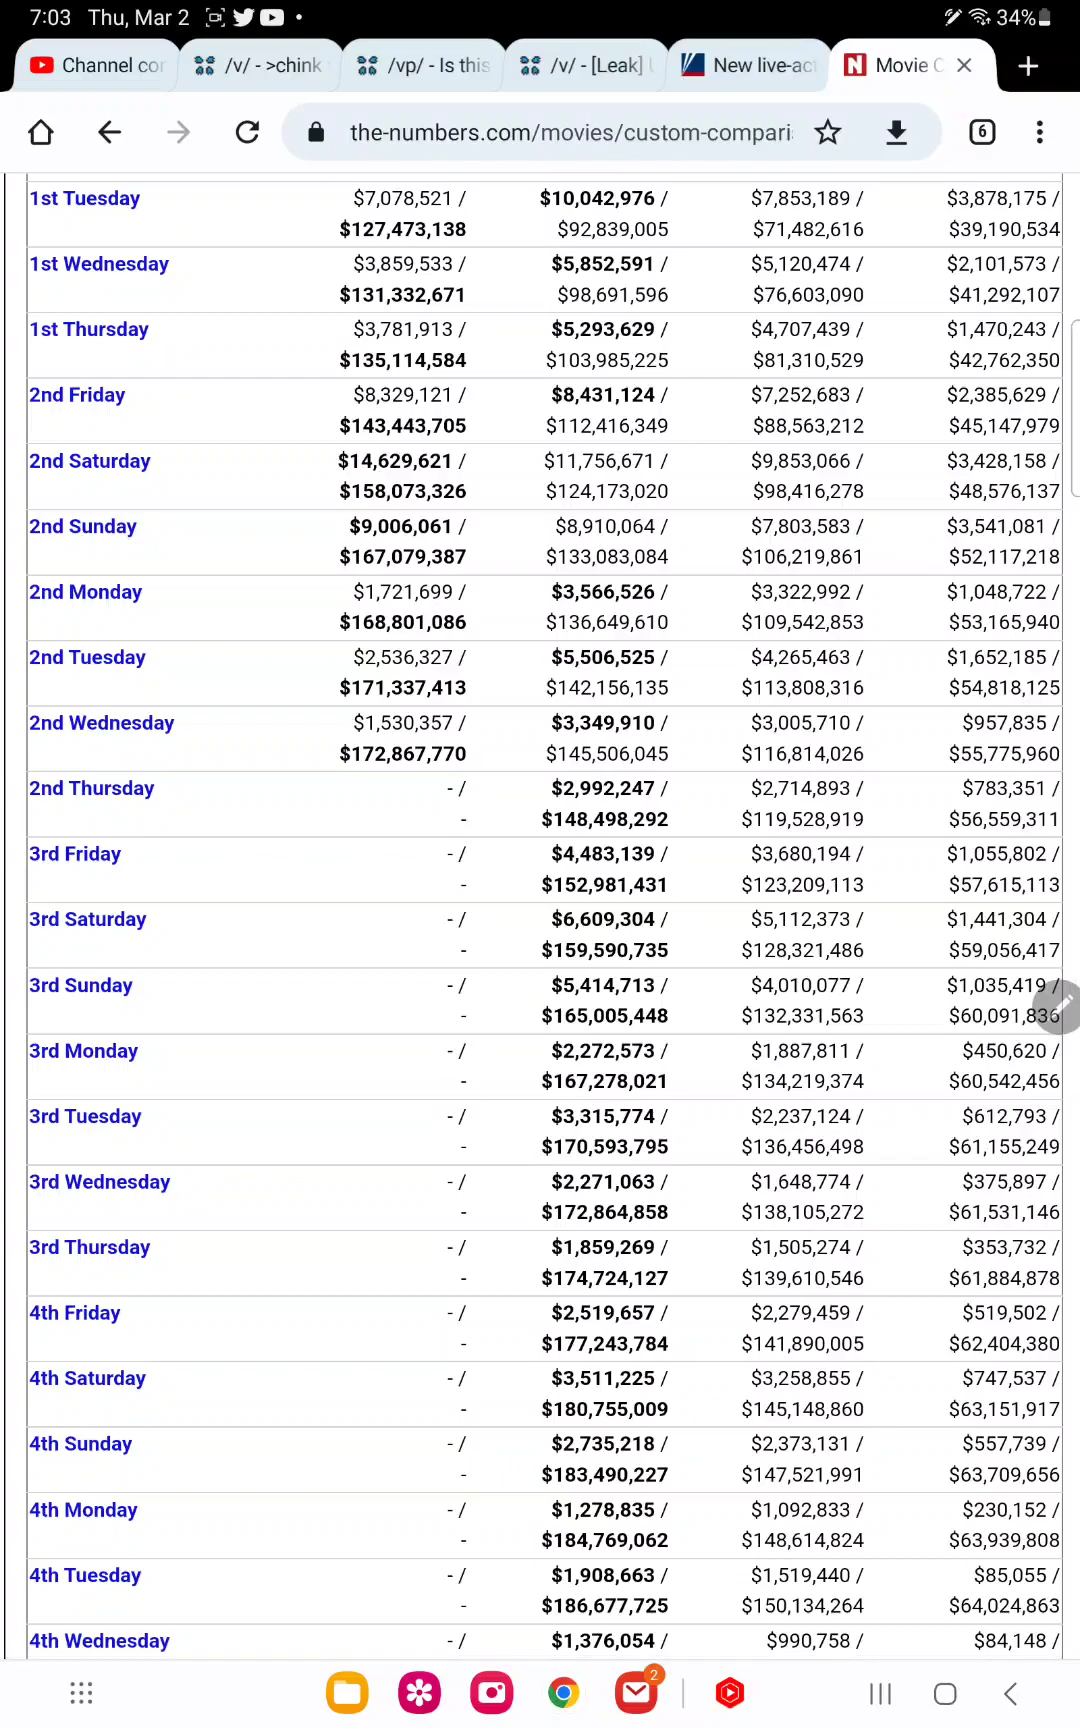 7:03 Thu, Mar 2 34%
Channel cor /v/ - >chink /vp/ - Is this /v/ - [Leak] New live-act Movie C
the-numbers.com/movies/custom-compari 6
1st Tuesday $7,078,521 / $10,042,976 / $7,853,189 / $3,878,175 /
$127,473,138 $92,839,005 $71,482,616 $39,190,534
1st Wednesday $3,859,533 / $5,852,591 / $5,120,474 / $2,101,573 /
$131,332,671 $98,691,596 $76,603,090 $41,292,107
1st Thursday $3,781,913 / $5,293,629 / $4,707,439 / $1,470,243 /
$135,114,584 $103,985,225 $81,310,529 $42,762,350
2nd Friday $8,329,121 / $8,431,124 / $7,252,683 / $2,385,629 /
$143,443,705 $112,416,349 $88,563,212 $45,147,979
2nd Saturday $14,629,621 / $11,756,671 / $9,853,066 / $3,428,158 /
$158,073,326 $124,173,020 $98,416,278 $48,576,137
2nd Sunday $9,006,061 / $8,910,064 / $7,803,583 / $3,541,081 /
$167,079,387 $133,083,084 $106,219,861 $52,117,218
2nd Monday $1,721,699 / $3,566,526 / $3,322,992 / $1,048,722 /
$168,801,086 $136,649,610 $109,542,853 $53,165,940
2nd Tuesday $2,536,327 / $5,506,525 / $4,265,463 / $1,652,185 /
$171,337,413 $142,156,135 $113,808,316 $54,818,125
2nd Wednesday $1,530,357 / $3,349,910 / $3,005,710 / $957,835 /
$172,867,770 $145,506,045 $116,814,026 $55,775,960
2nd Thursday - / $2,992,247 / $2,714,893 / $783,351 /
- $148,498,292 $119,528,919 $56,559,311
3rd Friday - / $4,483,139 / $3,680,194 / $1,055,802 /
- $152,981,431 $123,209,113 $57,615,113
3rd Saturday - / $6,609,304 / $5,112,373 / $1,441,304 /
- $159,590,735 $128,321,486 $59,056,417
3rd Sunday - / $5,414,713 / $4,010,077 / $1,035,419 /
- $165,005,448 $132,331,563 $60,091,836
3rd Monday - / $2,272,573 / $1,887,811 / $450,620 /
- $167,278,021 $134,219,374 $60,542,456
3rd Tuesday - / $3,315,774 / $2,237,124 / $612,793 /
- $170,593,795 $136,456,498 $61,155,249
3rd Wednesday - / $2,271,063 / $1,648,774 / $375,897 /
- $172,864,858 $138,105,272 $61,531,146
3rd Thursday - / $1,859,269 / $1,505,274 / $353,732 /
- $174,724,127 $139,610,546 $61,884,878
4th Friday - / $2,519,657 / $2,279,459 / $519,502 /
- $177,243,784 $141,890,005 $62,404,380
4th Saturday - / $3,511,225 / $3,258,855 / $747,537 /
- $180,755,009 $145,148,860 $63,151,917
4th Sunday - / $2,735,218 / $2,373,131 / $557,739 /
- $183,490,227 $147,521,991 $63,709,656
4th Monday - / $1,278,835 / $1,092,833 / $230,152 /
- $184,769,062 $148,614,824 $63,939,808
4th Tuesday - / $1,908,663 / $1,519,440 / $85,055 /
- $186,677,725 $150,134,264 $64,024,863
4th Wednesday - / $1,376,054 / $990,758 / $84,148 /
2